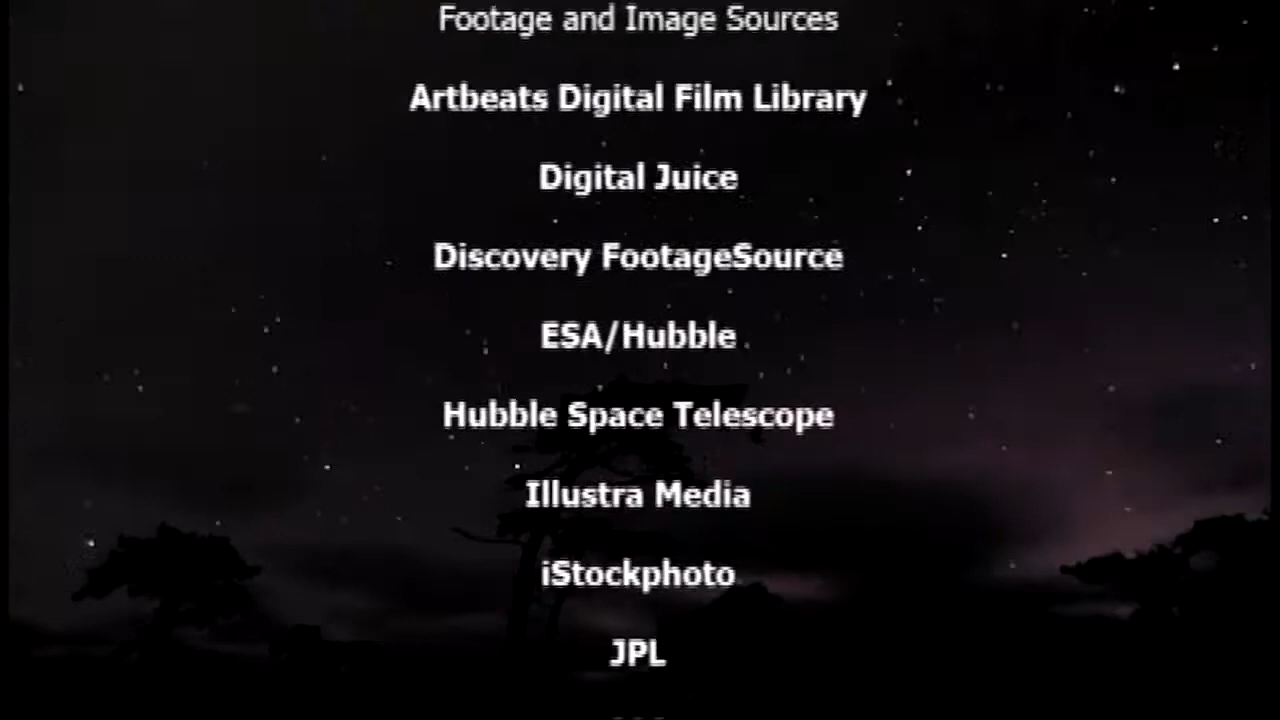 Footage and Image Sources
Artbeats Digital Film Library
Digital Juice
Discovery FootageSource
ESA/Hubble
Hubble Space Telescope
Illustra Media
iStockphoto
JPL